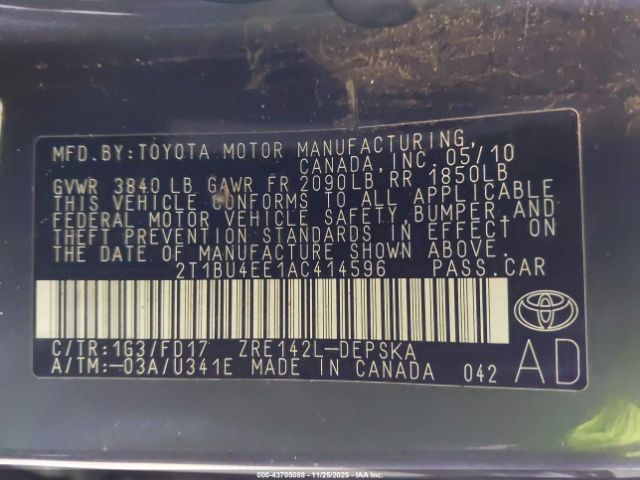 MFD. BY: TOYOTA MOTOR MANUFACTURING,
CANADA, INC. 05/10
GVWR 3840 LB GAWR FR 2090LB RR 1850LB
THIS VEHICLE CONFORMS TO ALL APPLICABLE
FEDERAL MOTOR VEHICLE SAFETY, BUMPER, AND
THEFT PREVENTION STANDARDS IN EFFECT ON
THE DATE OF MANUFACTURE SHOWN ABOVE.
2T1BU4EE1AC414596 PASS. CAR
C/TR: 1G3/FD17 ZRE142L-DEPSKA
A/TM: -03A/U341E MADE IN CANADA 042
AD
© 43705088 - 11/25/2025 - IAA Inc.